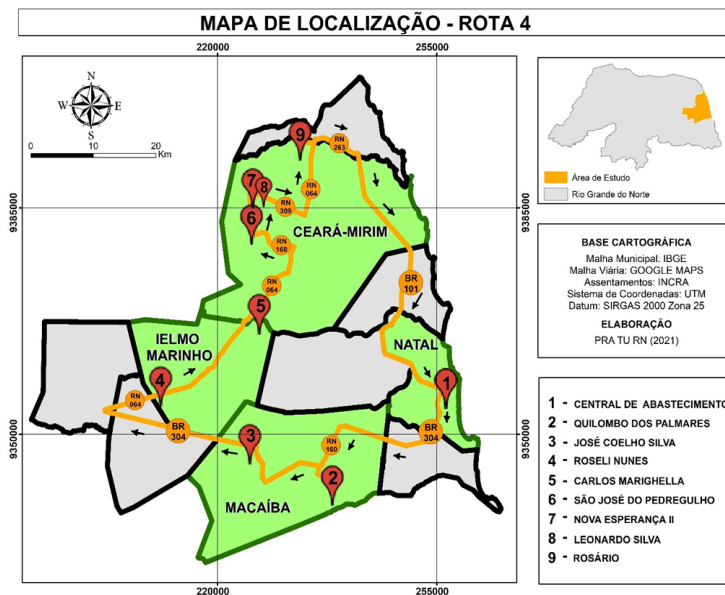 MAPA DE LOCALIZAÇÃO - ROTA 4
220000
255000
N
W
E
S
0
10
20
Km
9385000
9385000
9350000
9350000
220000
255000
9
RN
263
7
8
RN
064
RN
309
6
CEARÁ-MIRIM
RN
160
RN
064
BR
101
5
IELMO
MARINHO
NATAL
4
1
RN
064
BR
304
3
RN
160
BR
304
2
MACAÍBA
Área de Estudo
Rio Grande do Norte
BASE CARTOGRÁFICA
Malha Municipal: IBGE
Malha Viária: GOOGLE MAPS
Assentamentos: INCRA
Sistema de Coordenadas: UTM
Datum: SIRGAS 2000 Zona 25
ELABORAÇÃO
PRA TU RN (2021)
1 - CENTRAL DE ABASTECIMENTO
2 - QUILOMBO DOS PALMARES
3 - JOSÉ COELHO SILVA
4 - ROSELI NUNES
5 - CARLOS MARIGHELLA
6 - SÃO JOSÉ DO PEDREGULHO
7 - NOVA ESPERANÇA II
8 - LEONARDO SILVA
9 - ROSÁRIO